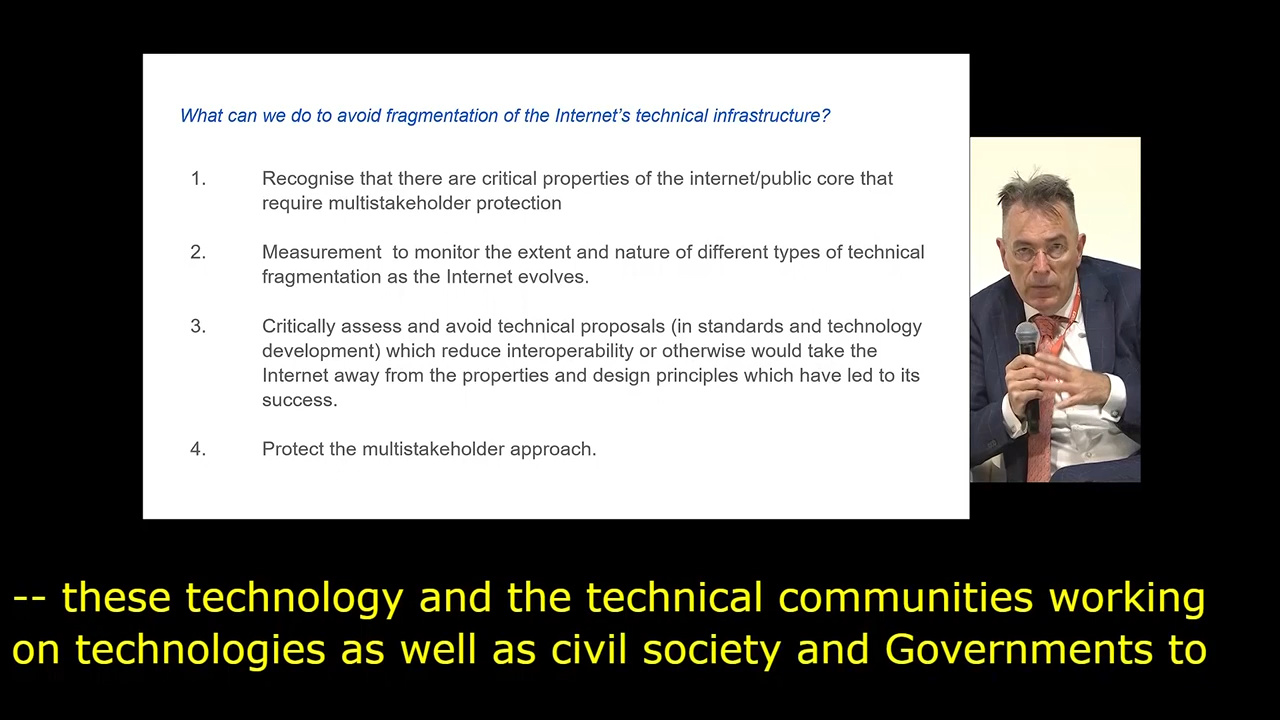 What can we do to avoid fragmentation of the Internet's technical infrastructure?
1. Recognise that there are critical properties of the internet/public core that
require multistakeholder protection
2. Measurement to monitor the extent and nature of different types of technical
fragmentation as the Internet evolves.
3. Critically assess and avoid technical proposals (in standards and technology
development) which reduce interoperability or otherwise would take the
Internet away from the properties and design principles which have led to its
success.
4. Protect the multistakeholder approach.
-- these technology and the technical communities working
on technologies as well as civil society and Governments to